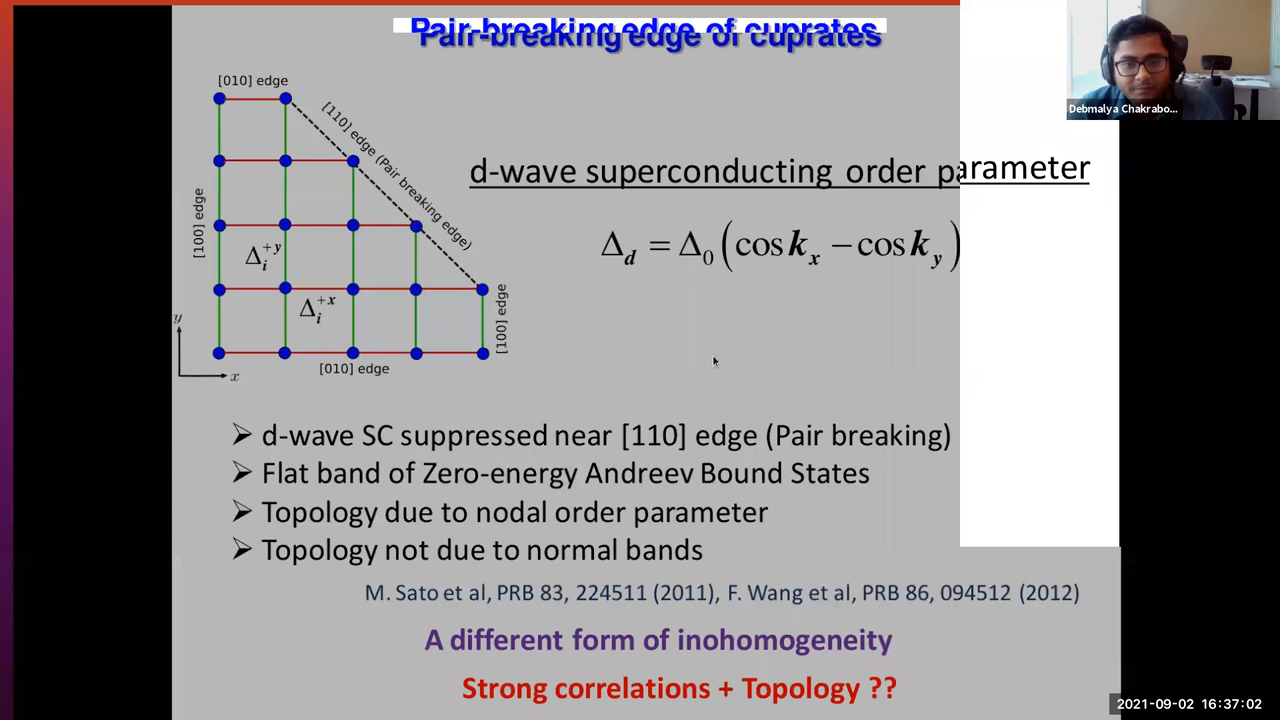 Pair-breaking edge of cuprates
Debmalya Chakrabo...
[010] edge
[110] edge (Pair breaking edge)
[100] edge
Δᵢ⁺ʸ
Δᵢ⁺ˣ
[100] edge
[010] edge
y
x
d-wave superconducting order parameter
Δ_d = Δ₀ (cos k_x − cos k_y)
➢ d-wave SC suppressed near [110] edge (Pair breaking)
➢ Flat band of Zero-energy Andreev Bound States
➢ Topology due to nodal order parameter
➢ Topology not due to normal bands
M. Sato et al, PRB 83, 224511 (2011), F. Wang et al, PRB 86, 094512 (2012)
A different form of inohomogeneity
Strong correlations + Topology ??
2021-09-02 16:37:02